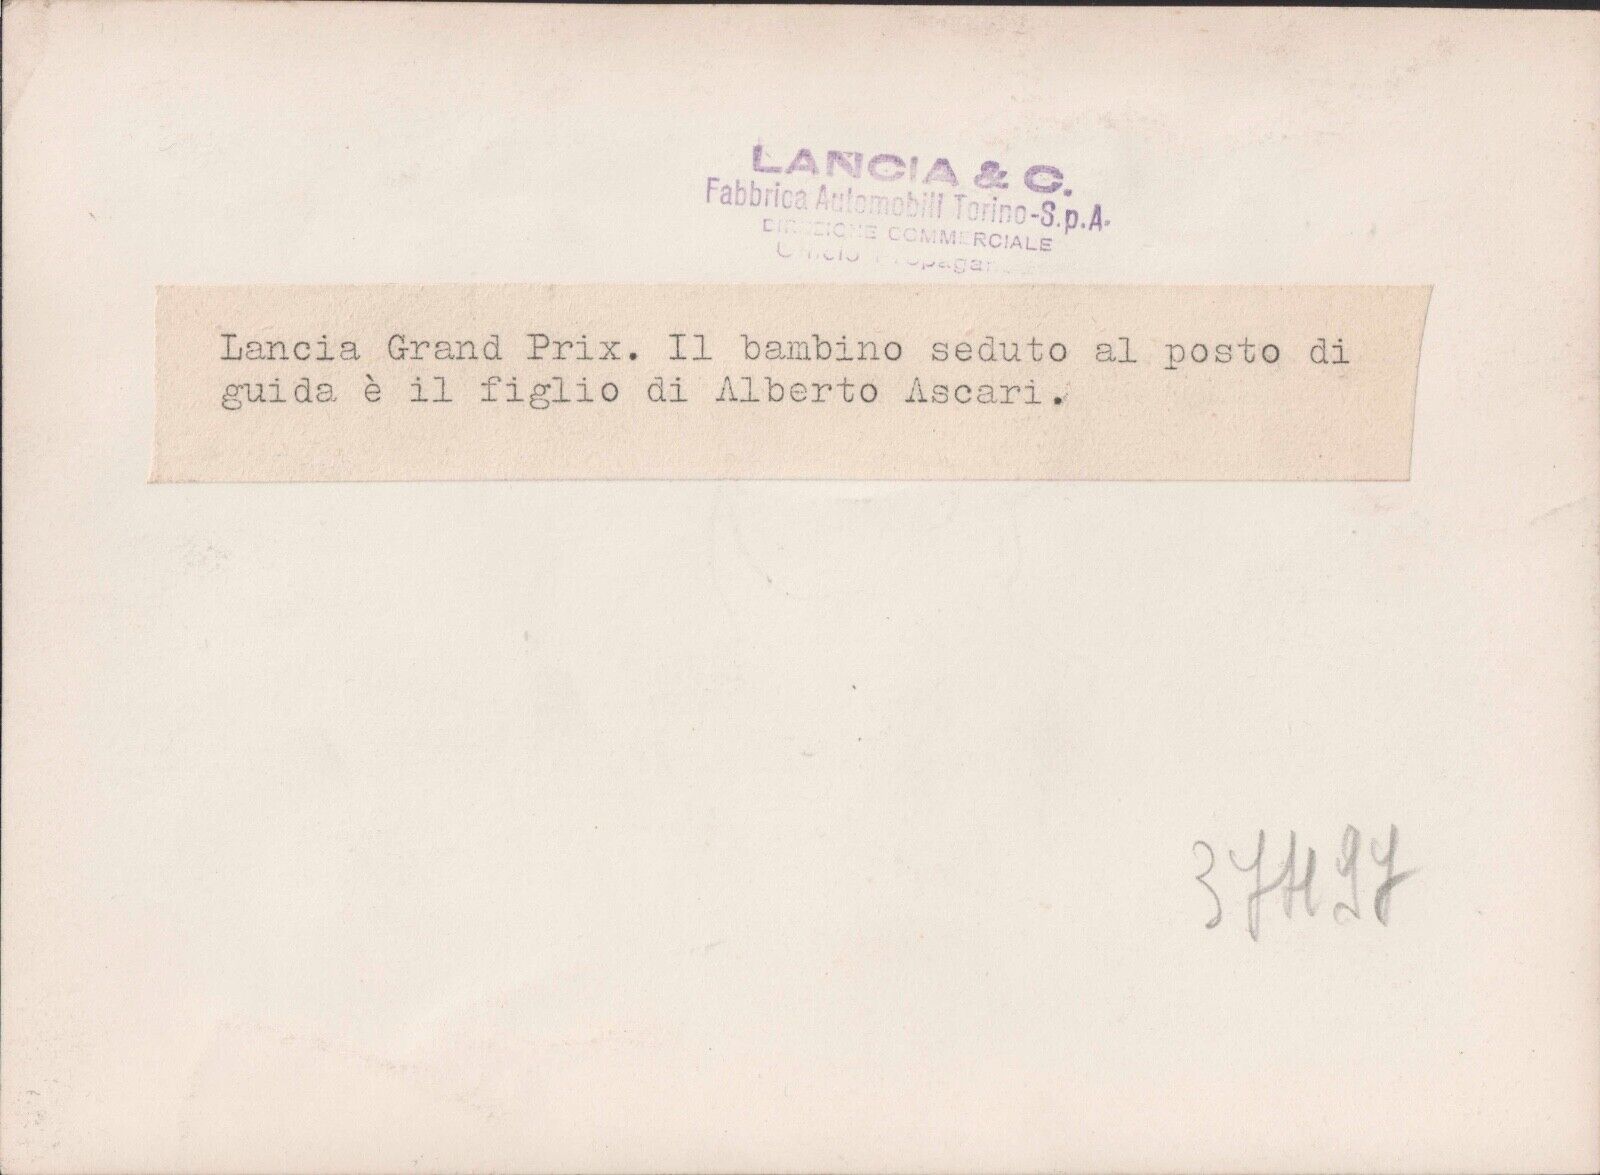 LANCIA & C.
Fabbrica Automobili Torino-S.p.A.
DIREZIONE COMMERCIALE
Lancia Grand Prix. Il bambino seduto al posto di
guida è il figlio di Alberto Ascari.